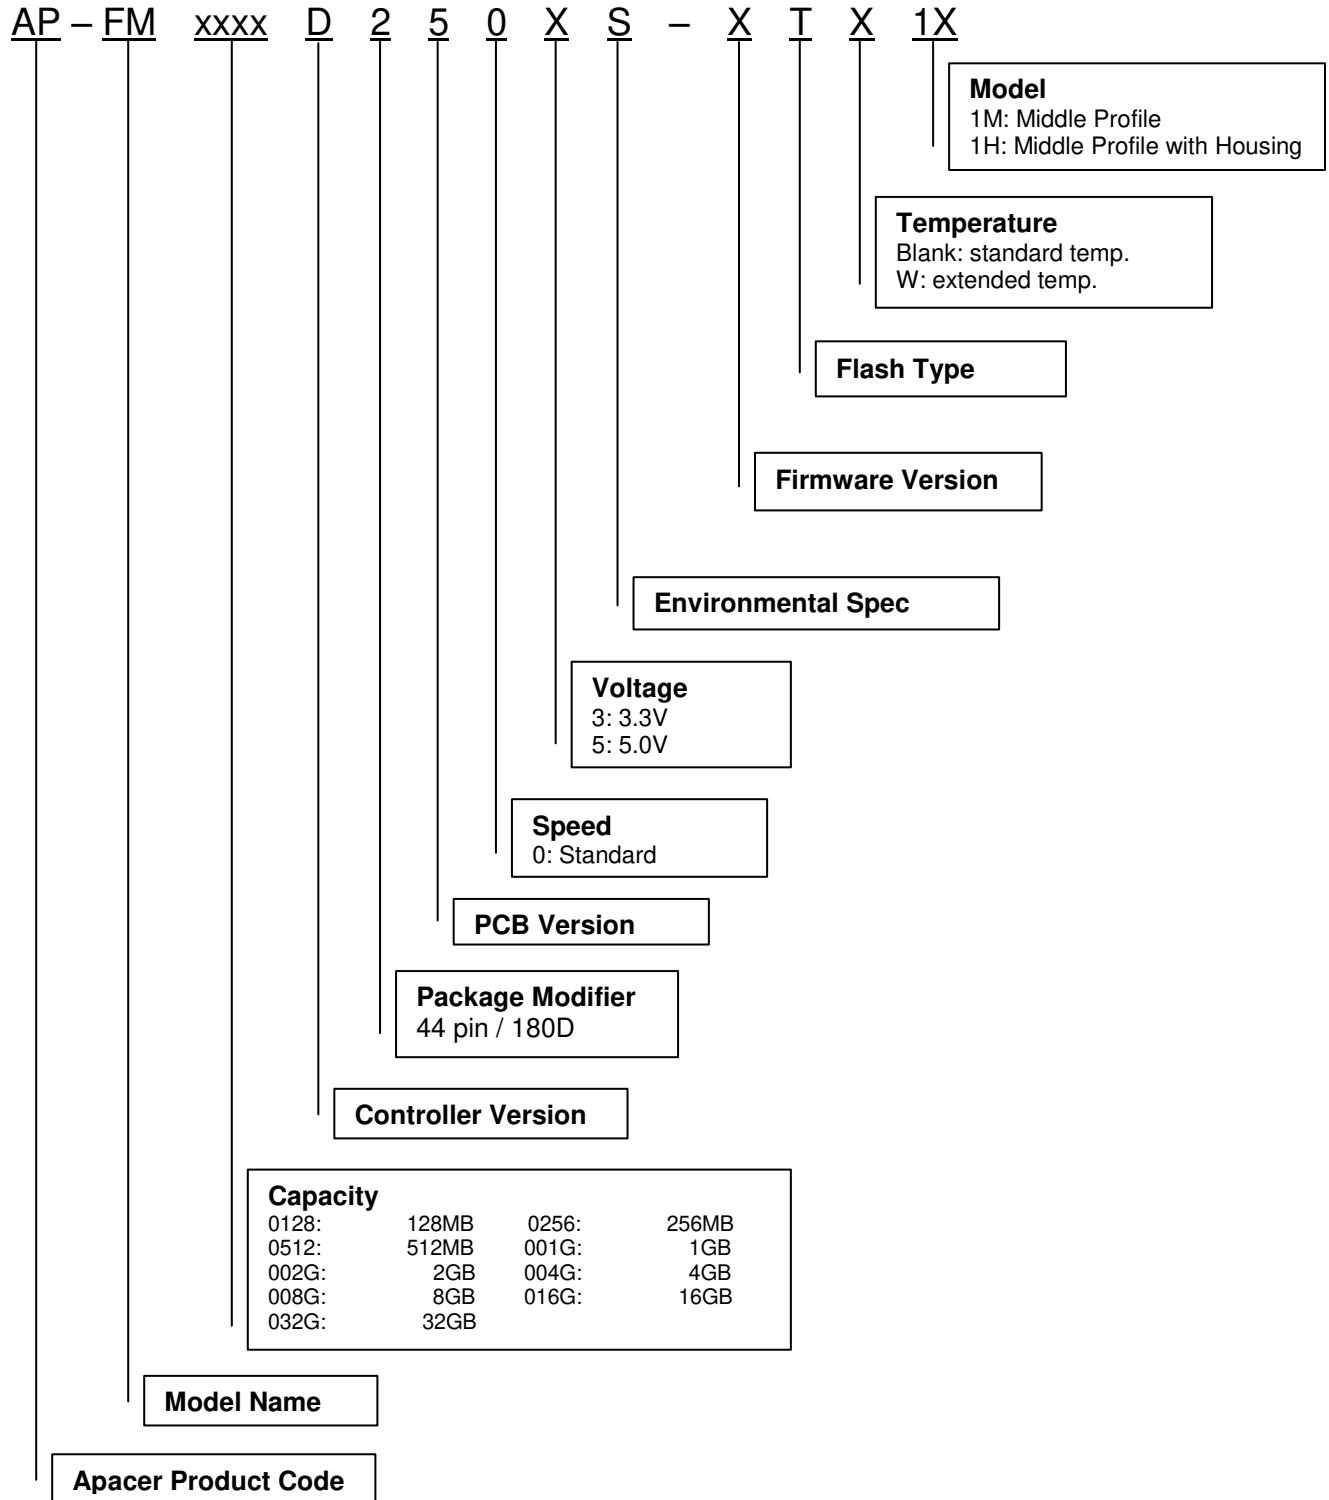 AP – FM xxxx D 2 5 0 X S – X T X 1X
Model
1M: Middle Profile
1H: Middle Profile with Housing
Temperature
Blank: standard temp.
W: extended temp.
Flash Type
Firmware Version
Environmental Spec
Voltage
3: 3.3V
5: 5.0V
Speed
0: Standard
PCB Version
Package Modifier
44 pin / 180D
Controller Version
Capacity
0128: 128MB 0256: 256MB
0512: 512MB 001G: 1GB
002G: 2GB 004G: 4GB
008G: 8GB 016G: 16GB
032G: 32GB
Model Name
Apacer Product Code